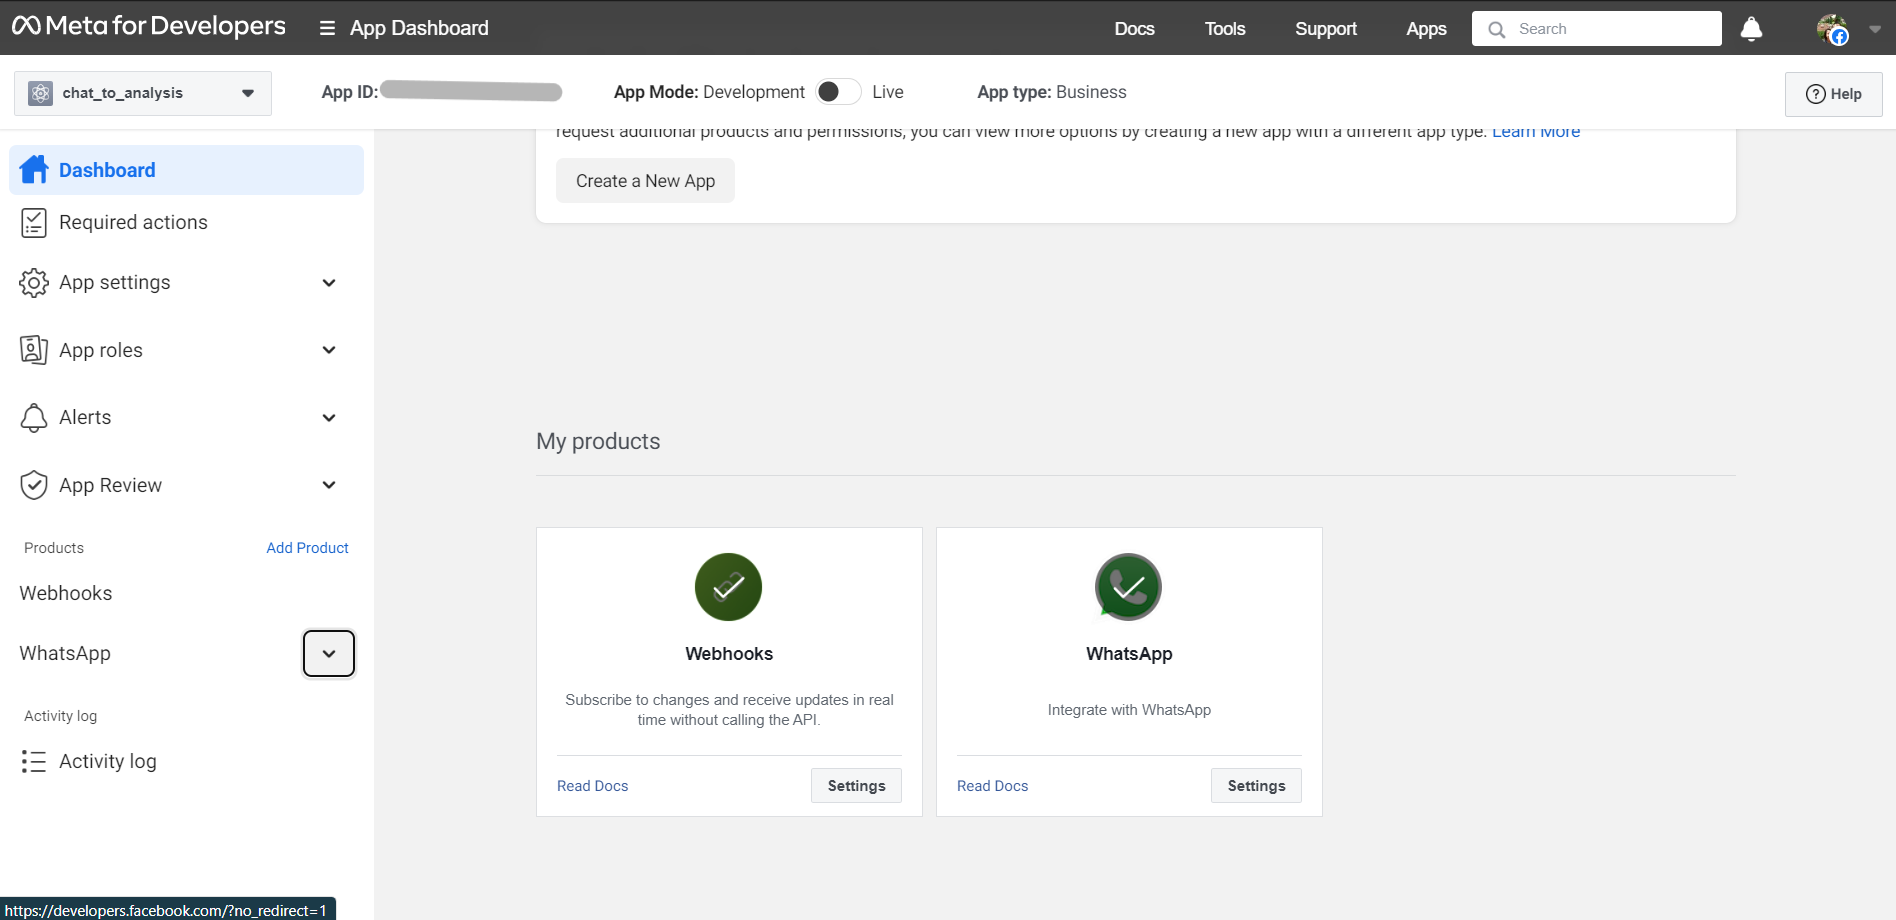 Meta for Developers
App Dashboard
Docs
Tools
Support
Apps
Search
chat_to_analysis
App ID:
App Mode: Development
Live
App type: Business
Help
request additional products and permissions, you can view more options by creating a new app with a different app type. Learn More
Create a New App
Dashboard
Required actions
App settings
App roles
Alerts
App Review
Products
Add Product
Webhooks
WhatsApp
Activity log
Activity log
My products
Webhooks
Subscribe to changes and receive updates in real
time without calling the API.
Read Docs
Settings
WhatsApp
Integrate with WhatsApp
Read Docs
Settings
https://developers.facebook.com/?no_redirect=1